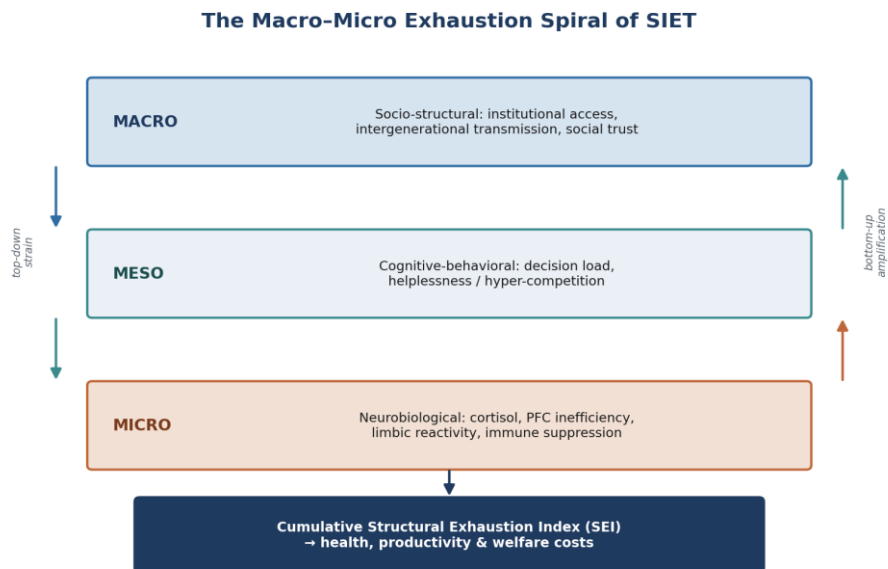 The Macro–Micro Exhaustion Spiral of SIET
MACRO
Socio-structural: institutional access,
intergenerational transmission, social trust
top-down
strain
bottom-up
amplification
MESO
Cognitive-behavioral: decision load,
helplessness / hyper-competition
MICRO
Neurobiological: cortisol, PFC inefficiency,
limbic reactivity, immune suppression
Cumulative Structural Exhaustion Index (SEI)
→ health, productivity & welfare costs